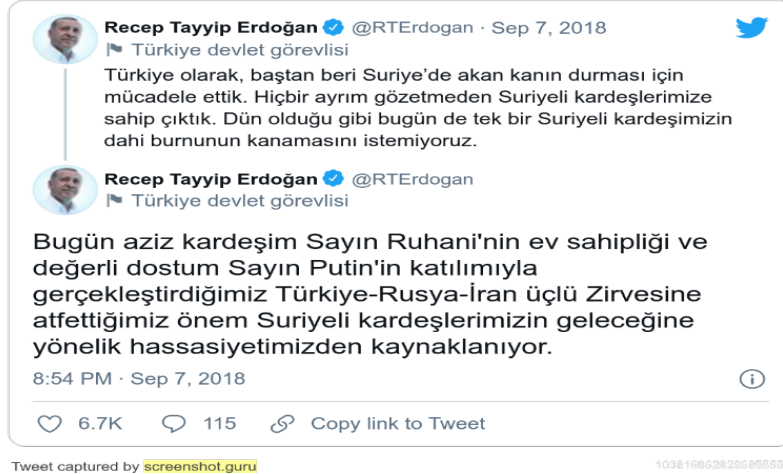 Recep Tayyip Erdoğan @RTErdogan · Sep 7, 2018
Türkiye devlet görevlisi
Türkiye olarak, baştan beri Suriye’de akan kanın durması için
mücadele ettik. Hiçbir ayrım gözetmeden Suriyeli kardeşlerimize
sahip çıktık. Dün olduğu gibi bugün de tek bir Suriyeli kardeşimizin
dahi burnunun kanamasını istemiyoruz.
Recep Tayyip Erdoğan @RTErdogan
Türkiye devlet görevlisi
Bugün aziz kardeşim Sayın Ruhani'nin ev sahipliği ve
değerli dostum Sayın Putin'in katılımıyla
gerçekleştirdiğimiz Türkiye-Rusya-İran üçlü Zirvesine
atfettiğimiz önem Suriyeli kardeşlerimizin geleceğine
yönelik hassasiyetimizden kaynaklanıyor.
8:54 PM · Sep 7, 2018
6.7K 115 Copy link to Tweet
Tweet captured by screenshot.guru